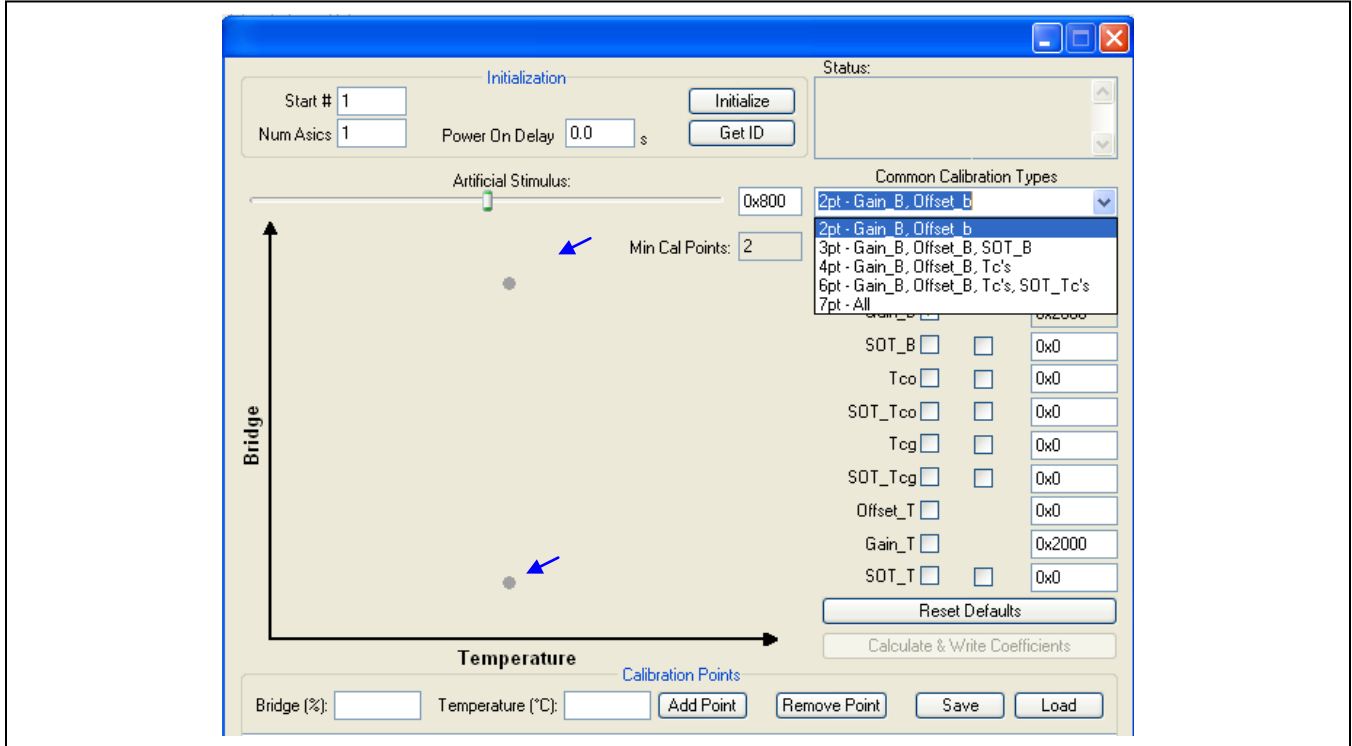 Initialization
Start # 1
Initialize
Num Asics 1
Power On Delay 0.0 s
Get ID
Status:
Artificial Stimulus:
0x800
Common Calibration Types
2pt - Gain_B, Offset_b
Min Cal Points: 2
2pt - Gain_B, Offset_b
3pt - Gain_B, Offset_B, SOT_B
4pt - Gain_B, Offset_B, Tc's
6pt - Gain_B, Offset_B, Tc's, SOT_Tc's
7pt - All
Gain_B 0x2000
SOT_B 0x0
Tco 0x0
SOT_Tco 0x0
Tcg 0x0
SOT_Tcg 0x0
Offset_T 0x0
Gain_T 0x2000
SOT_T 0x0
Bridge
Temperature
Reset Defaults
Calculate & Write Coefficients
Calibration Points
Bridge (%): Temperature (°C): Add Point Remove Point Save Load